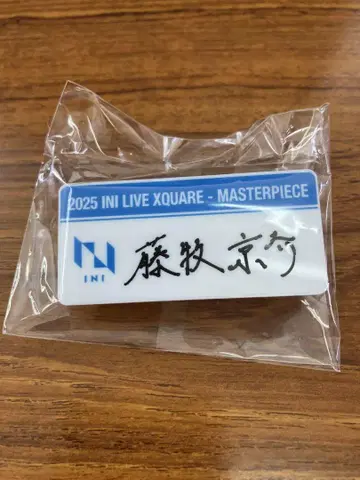 2025 INI LIVE XQUARE - MASTERPIECE
INI
藤牧京介